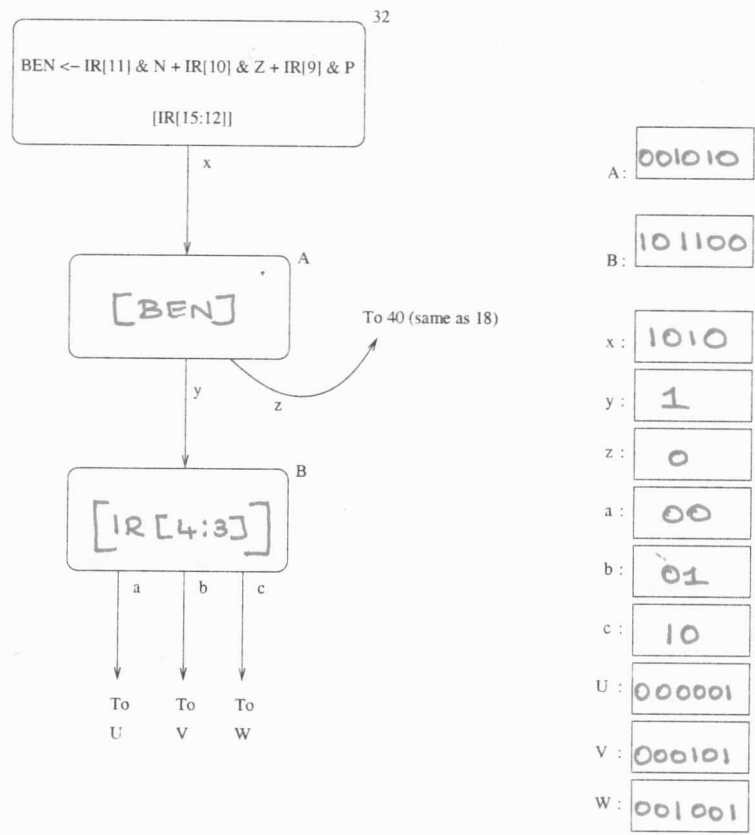 32
BEN <- IR[11] & N + IR[10] & Z + IR[9] & P
[IR[15:12]]
x
A
[BEN]
To 40 (same as 18)
y
z
B
[IR[4:3]]
a b c
To To To
U V W
A: 001010
B: 101100
x: 1010
y: 1
z: 0
a: 00
b: 01
c: 10
U: 000001
V: 000101
W: 001001